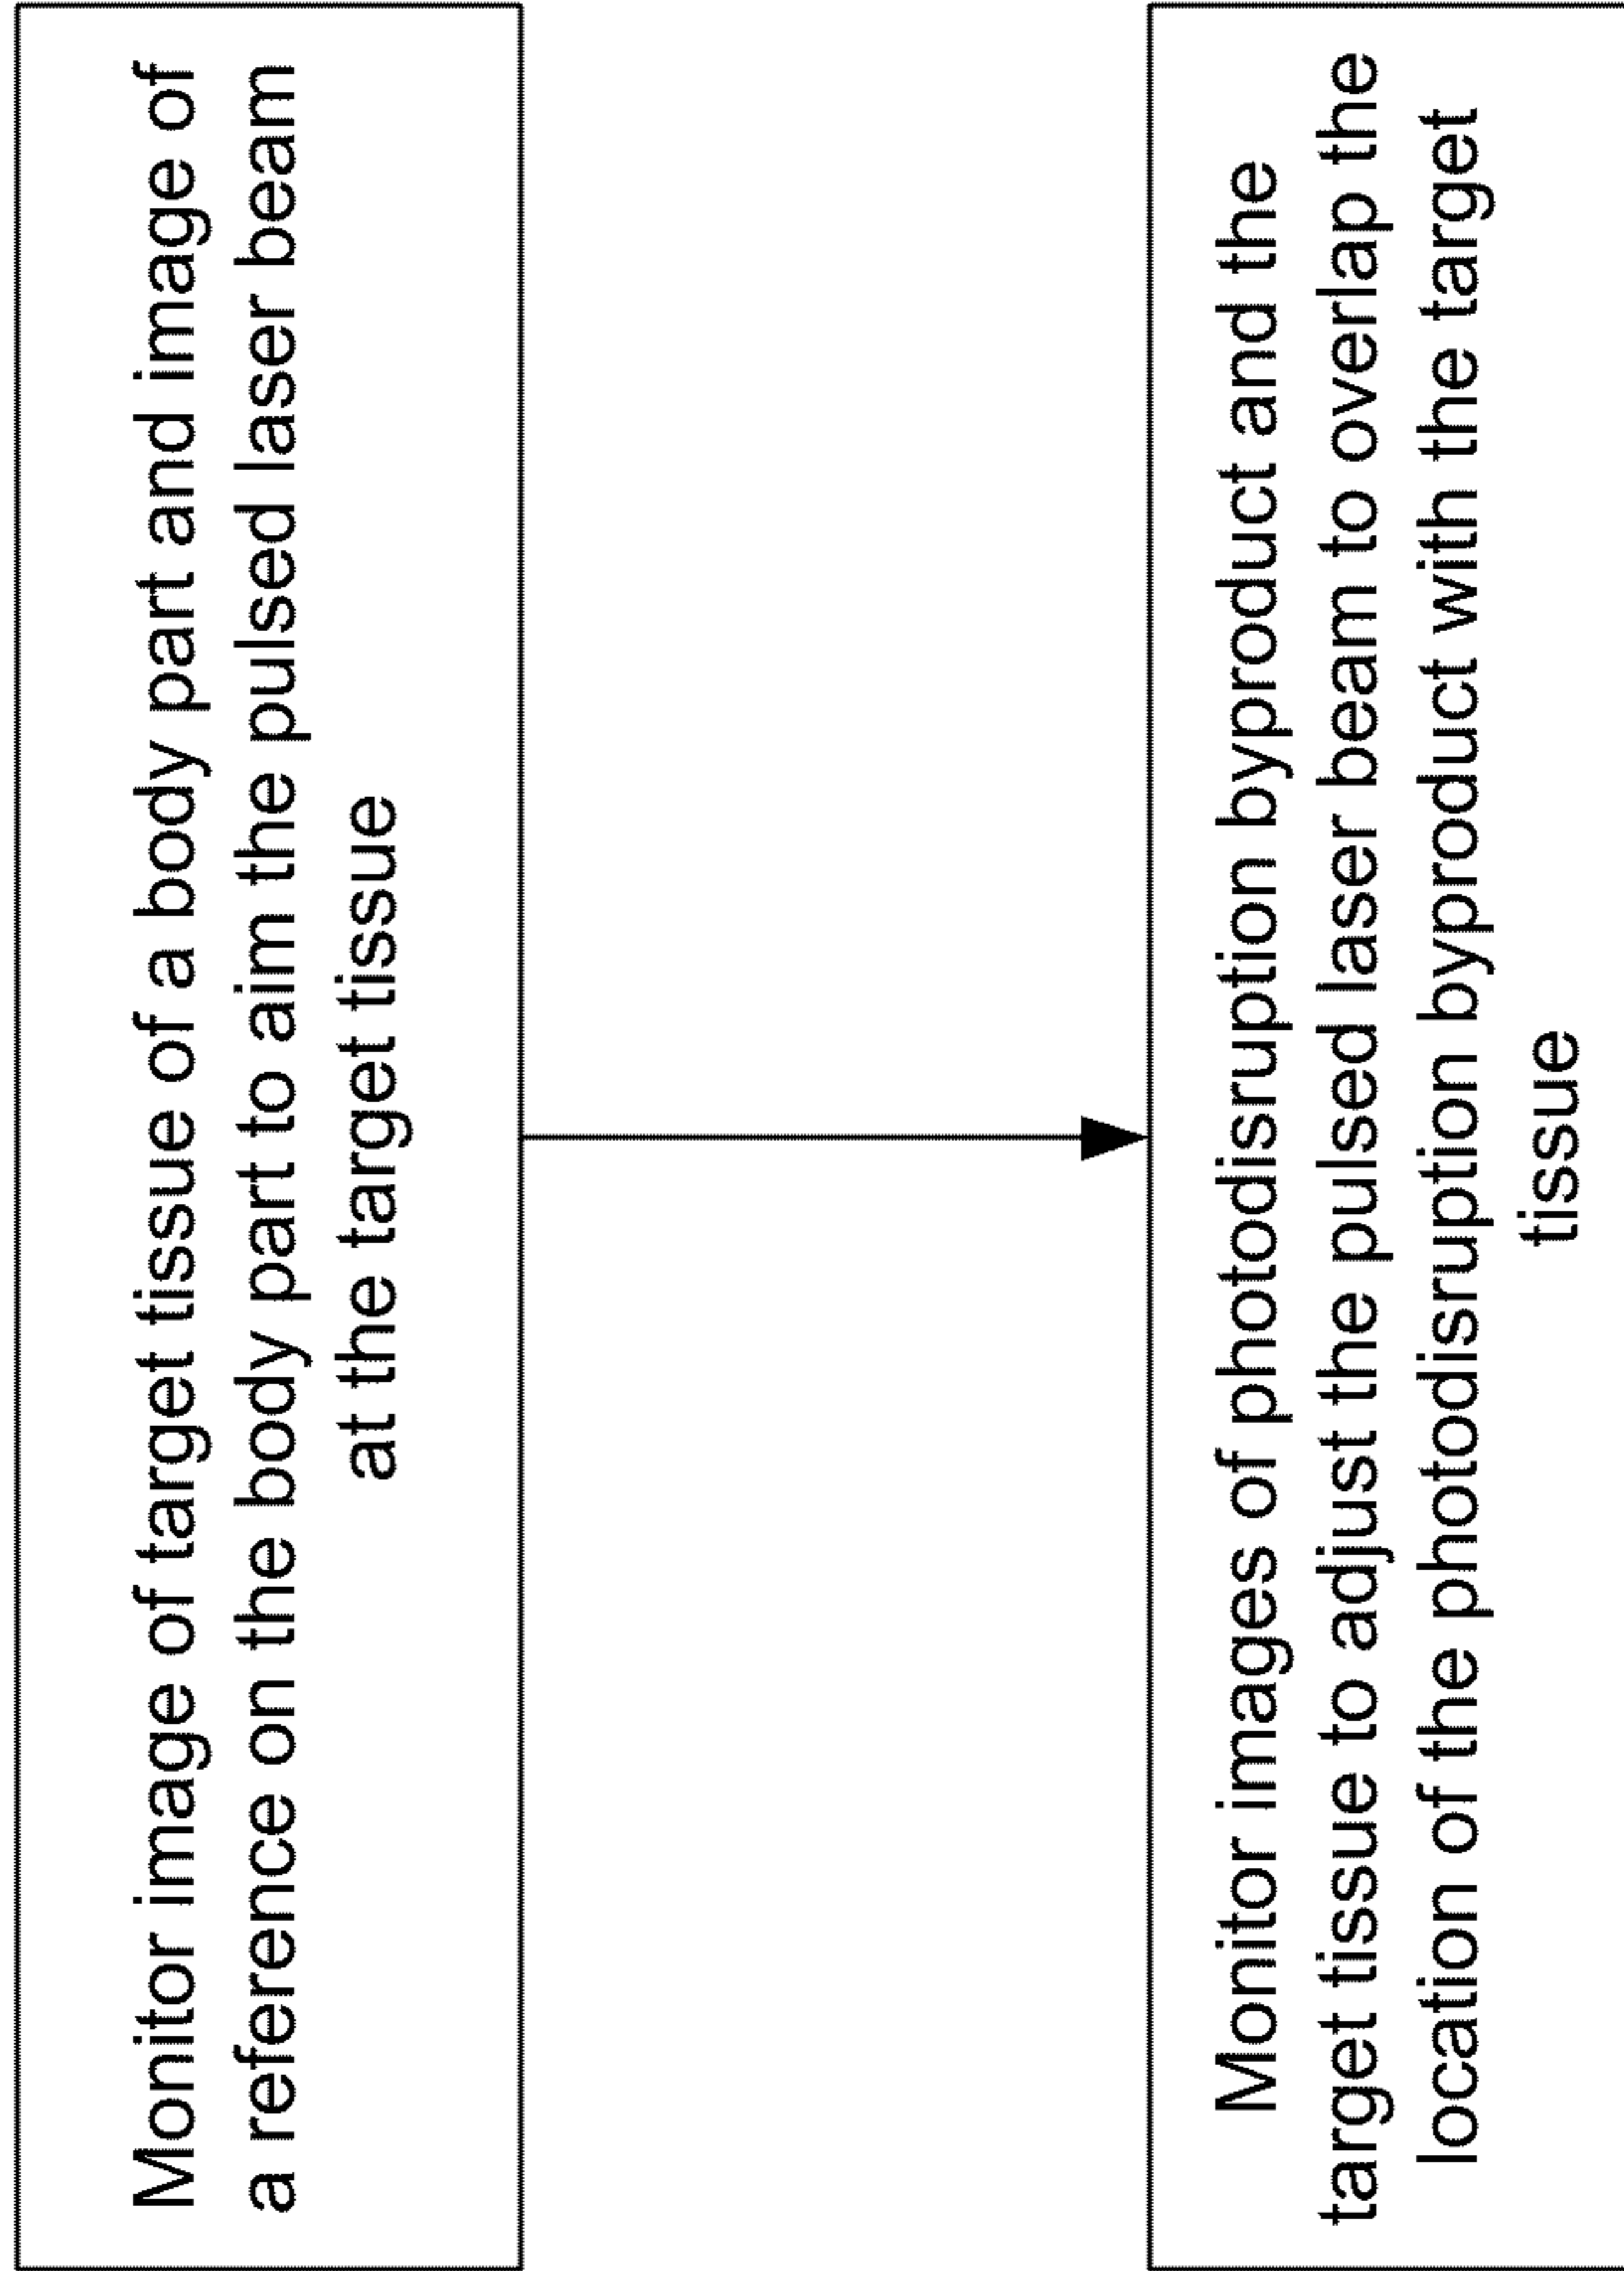 Monitor image of target tissue of a body part and image of
a reference on the body part to aim the pulsed laser beam
at the target tissue
Monitor images of photodisruption byproduct and the
target tissue to adjust the pulsed laser beam to overlap the
location of the photodisruption byproduct with the target
tissue